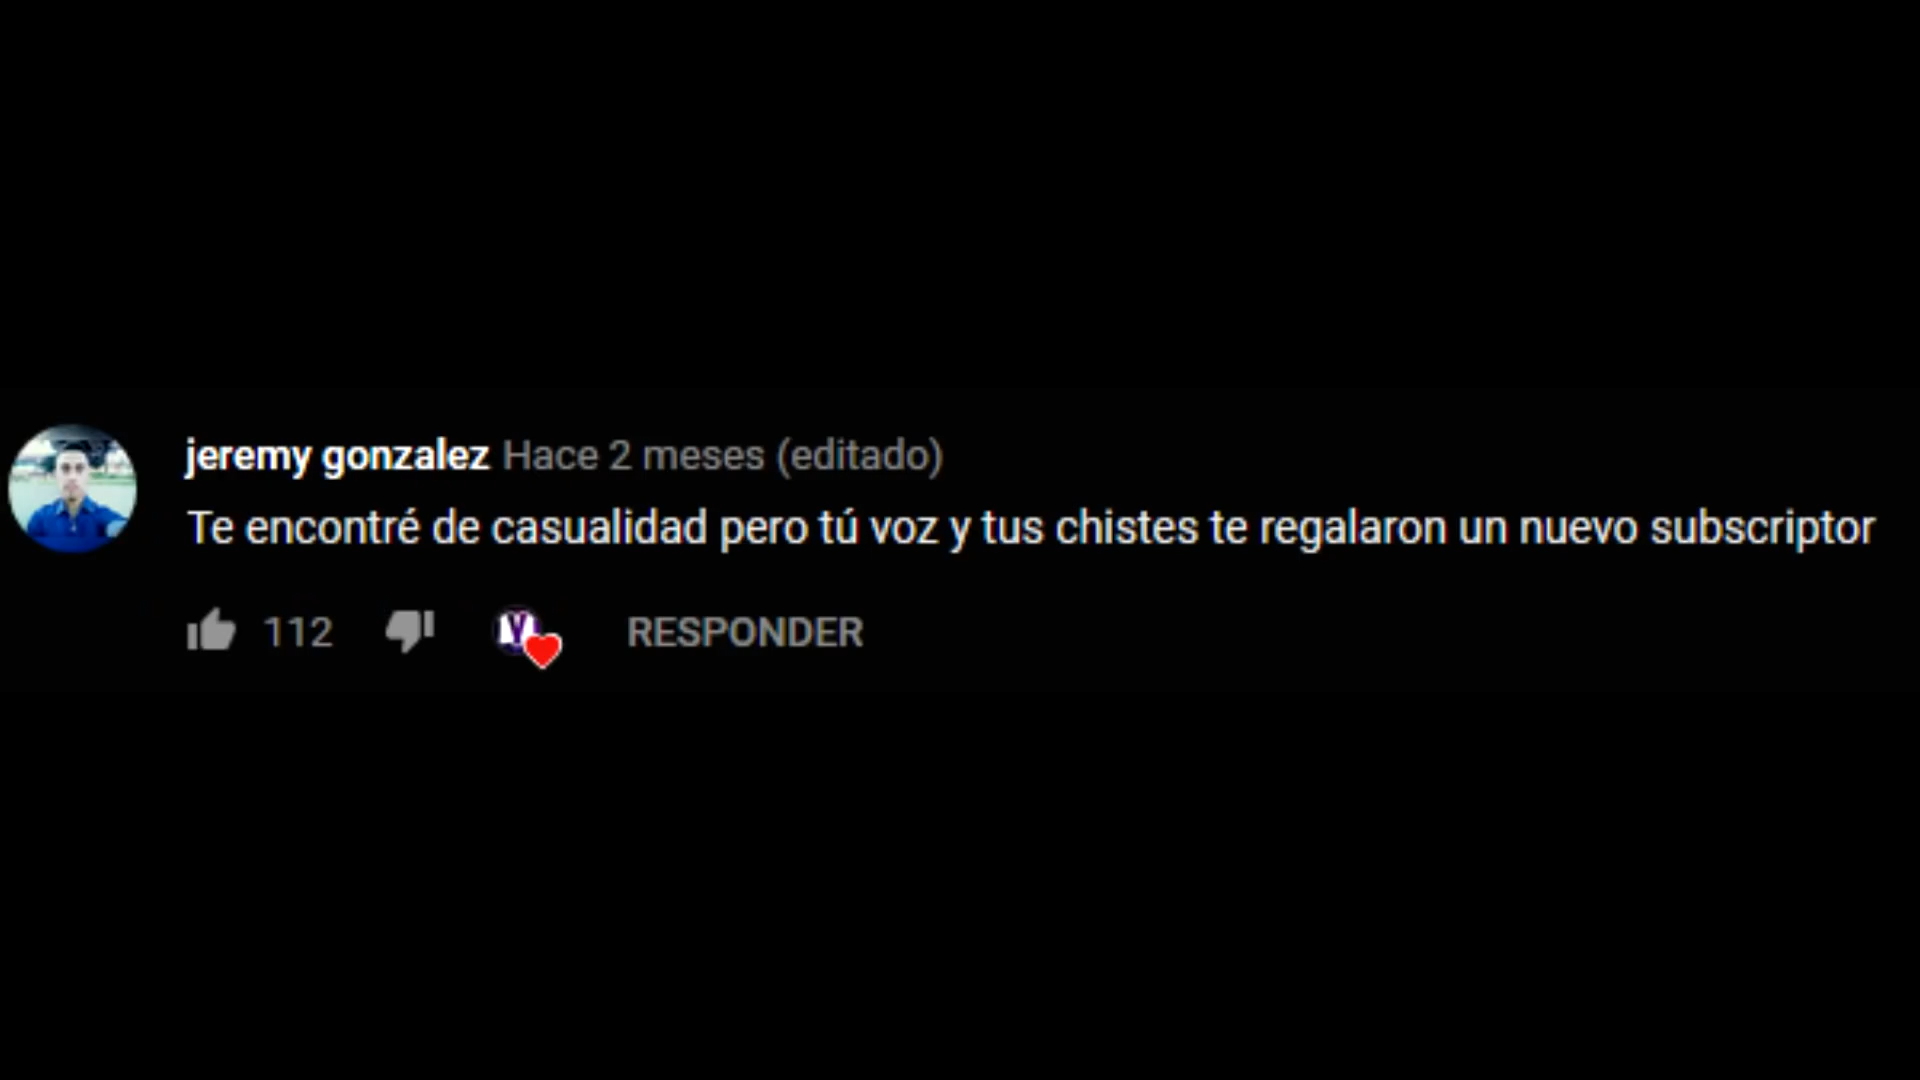 jeremy gonzalez Hace 2 meses (editado)
Te encontré de casualidad pero tú voz y tus chistes te regalaron un nuevo subscriptor
112 Y RESPONDER